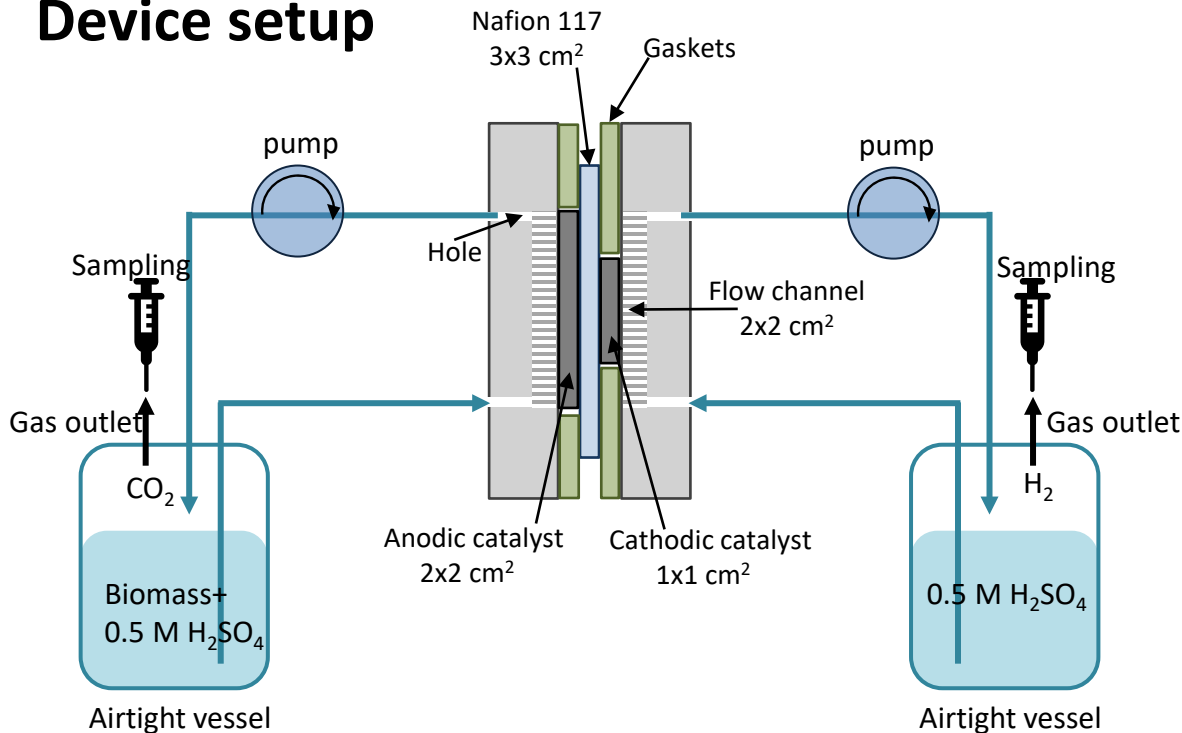 Device setup
Nafion 117
3x3 cm²
Gaskets
pump
pump
Hole
Sampling
Sampling
Flow channel
2x2 cm²
Gas outlet
Gas outlet
CO₂
H₂
Anodic catalyst
2x2 cm²
Cathodic catalyst
1x1 cm²
Biomass+
0.5 M H₂SO₄
0.5 M H₂SO₄
Airtight vessel
Airtight vessel